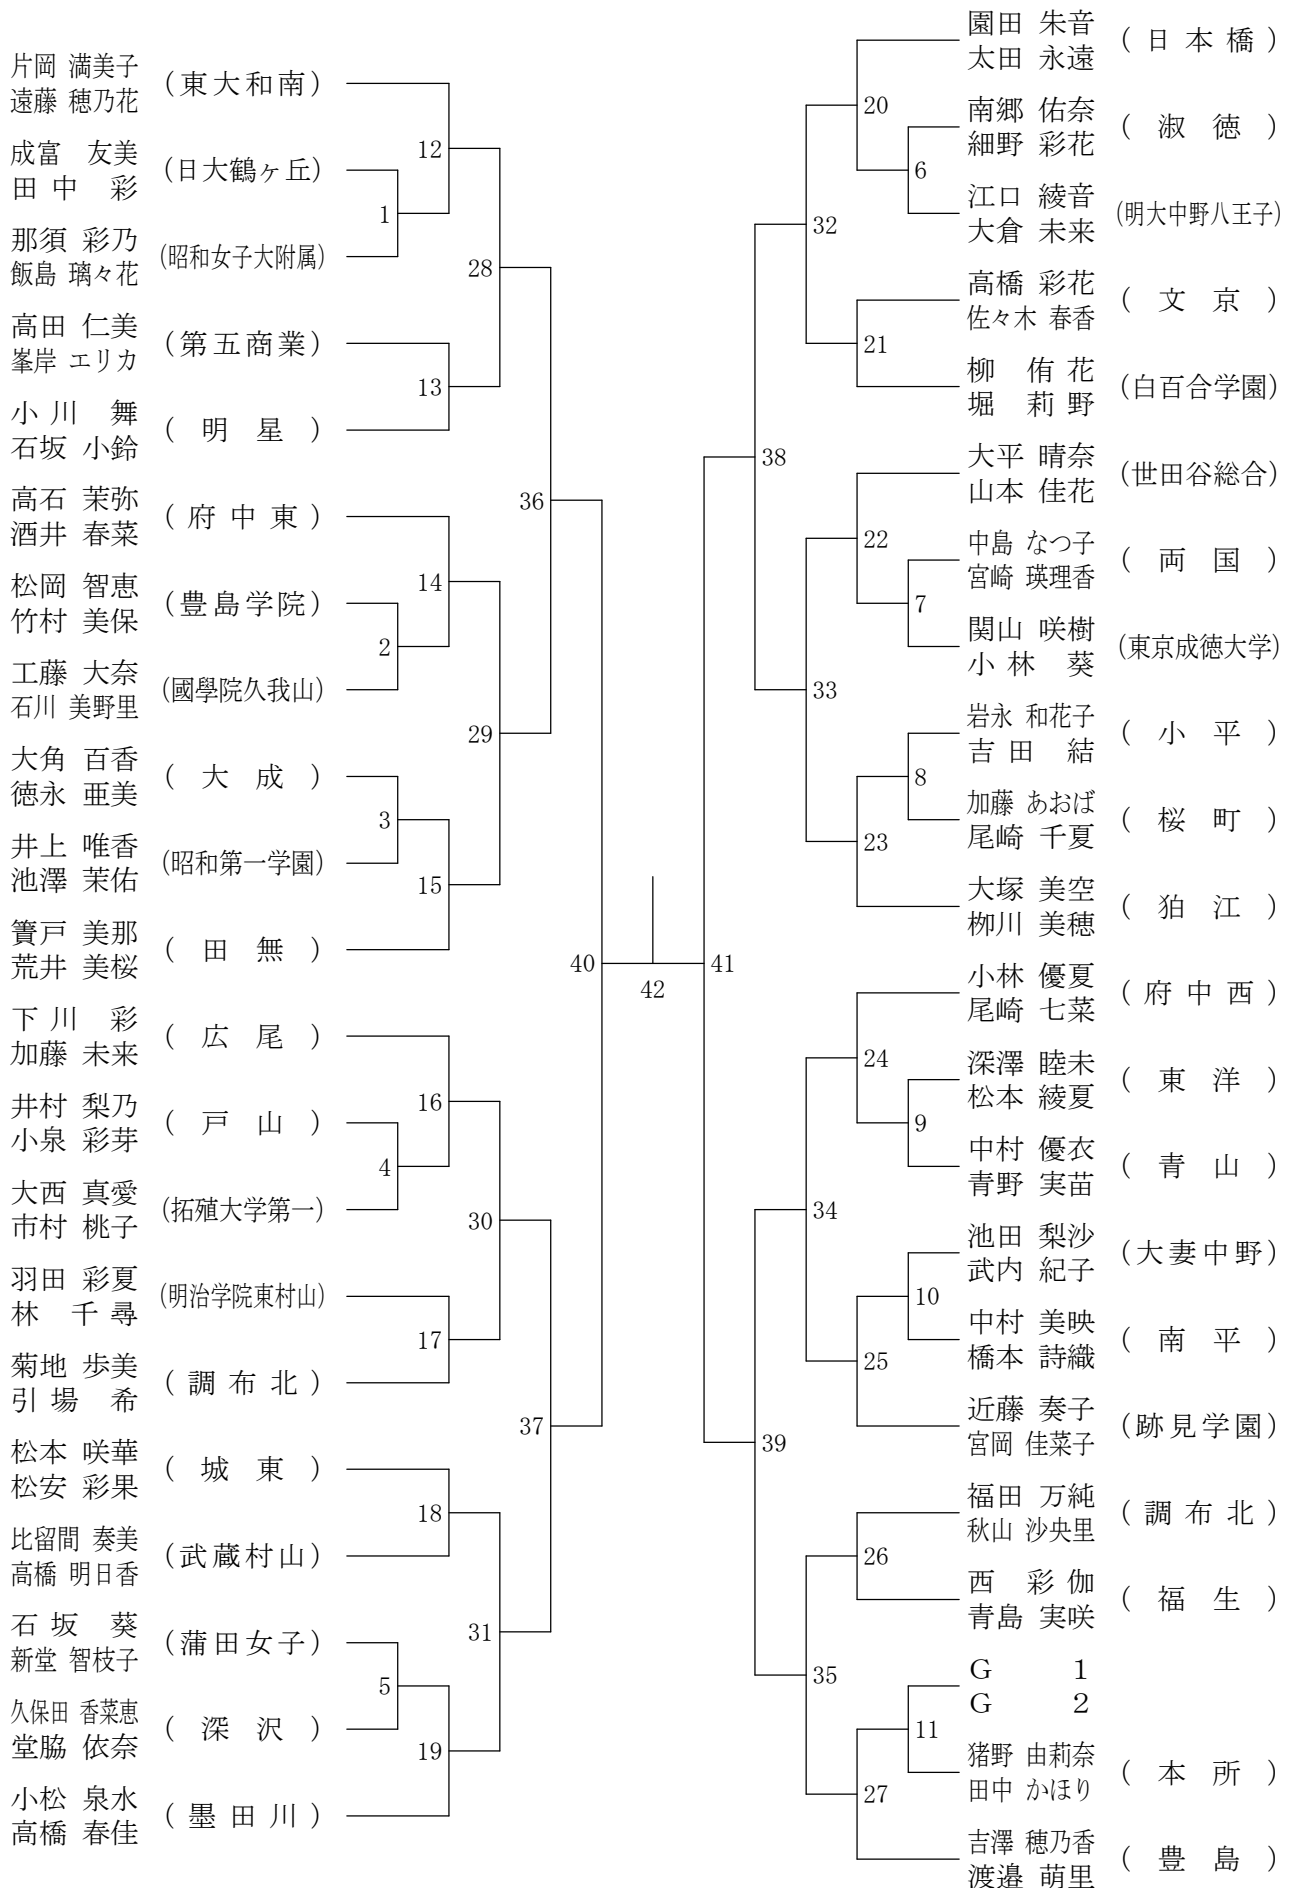 片岡 満美子
遠藤 穂乃花
(東大和南)
成富 友美
田中 彩
(日大鶴ヶ丘)
那須 彩乃
飯島 璃々花
(昭和女子大附属)
高田 仁美
峯岸 エリカ
(第五商業)
小川 舞
石坂 小鈴
(明星)
高石 茉弥
酒井 春菜
(府中東)
松岡 智恵
竹村 美保
(豊島学院)
工藤 大奈
石川 美野里
(國學院久我山)
大角 百香
徳永 亜美
(大成)
井上 唯香
池澤 茉佑
(昭和第一学園)
簀戸 美那
荒井 美桜
(田無)
下川 彩
加藤 未来
(広尾)
井村 梨乃
小泉 彩芽
(戸山)
大西 真愛
市村 桃子
(拓殖大学第一)
羽田 彩夏
林 千尋
(明治学院東村山)
菊地 歩美
引場 希
(調布北)
松本 咲華
松安 彩果
(城東)
比留間 奏美
高橋 明日香
(武蔵村山)
石坂 葵
新堂 智枝子
(蒲田女子)
久保田 香菜恵
堂脇 依奈
(深沢)
小松 泉水
高橋 春佳
(墨田川)
1
2
3
4
5
12
13
14
15
16
17
18
19
28
29
30
31
36
37
40
42
41
38
39
32
33
34
35
20
21
22
23
24
25
26
27
6
7
8
9
10
11
園田 朱音
太田 永遠
(日本橋)
南郷 佑奈
細野 彩花
(淑徳)
江口 綾音
大倉 未来
(明大中野八王子)
高橋 彩花
佐々木 春香
(文京)
柳 侑花
堀 莉野
(白百合学園)
大平 晴奈
山本 佳花
(世田谷総合)
中島 なつ子
宮崎 瑛理香
(両国)
関山 咲樹
小林 葵
(東京成徳大学)
岩永 和花子
吉田 結
(小平)
加藤 あおば
尾崎 千夏
(桜町)
大塚 美空
栁川 美穂
(狛江)
小林 優夏
尾崎 七菜
(府中西)
深澤 睦未
松本 綾夏
(東洋)
中村 優衣
青野 実苗
(青山)
池田 梨沙
武内 紀子
(大妻中野)
中村 美映
橋本 詩織
(南平)
近藤 奏子
宮岡 佳菜子
(跡見学園)
福田 万純
秋山 沙央里
(調布北)
西 彩伽
青島 実咲
(福生)
G 1
G 2
猪野 由莉奈
田中 かほり
(本所)
吉澤 穂乃香
渡邉 萌里
(豊島)